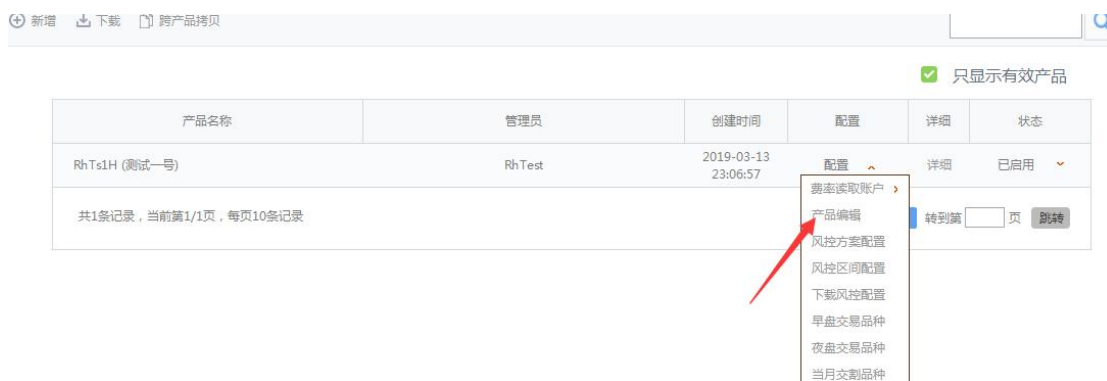 新增 下载 跨产品拷贝
只显示有效产品
产品名称 管理员 创建时间 配置 详细 状态
RhTs1H (测试一号) RhTest 2019-03-13 23:06:57 配置 详细 已启用
费率读取账户
共1条记录，当前第1/1页，每页10条记录 转到第 页 跳转
产品编辑
风控方案配置
风控区间配置
下载风控配置
早盘交易品种
夜盘交易品种
当月交割品种